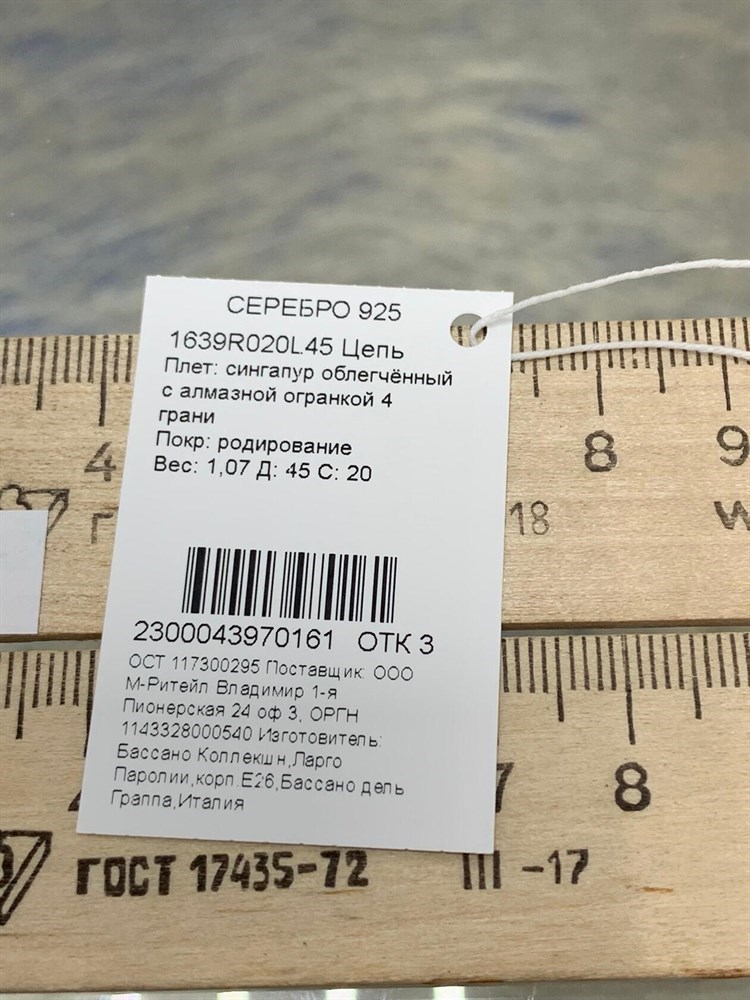 СЕРЕБРО 925
1639R020L45 Цепь
Плет: сингапур облегчённый
с алмазной огранкой 4
грани
Покр: родирование
Вес: 1,07 Д: 45 С: 20
2300043970161 ОТК 3
ОСТ 117300295 Поставщик: ООО
М-Ритейл Владимир 1-я
Пионерская 24 оф 3, ОРГН
1143328000540 Изготовитель:
Бассано Коллекшн,Ларго
Паролии,корп.Е26,Бассано дель
Граппа,Италия
4 8 9
18
8
ГОСТ 17435-72 Ш -17